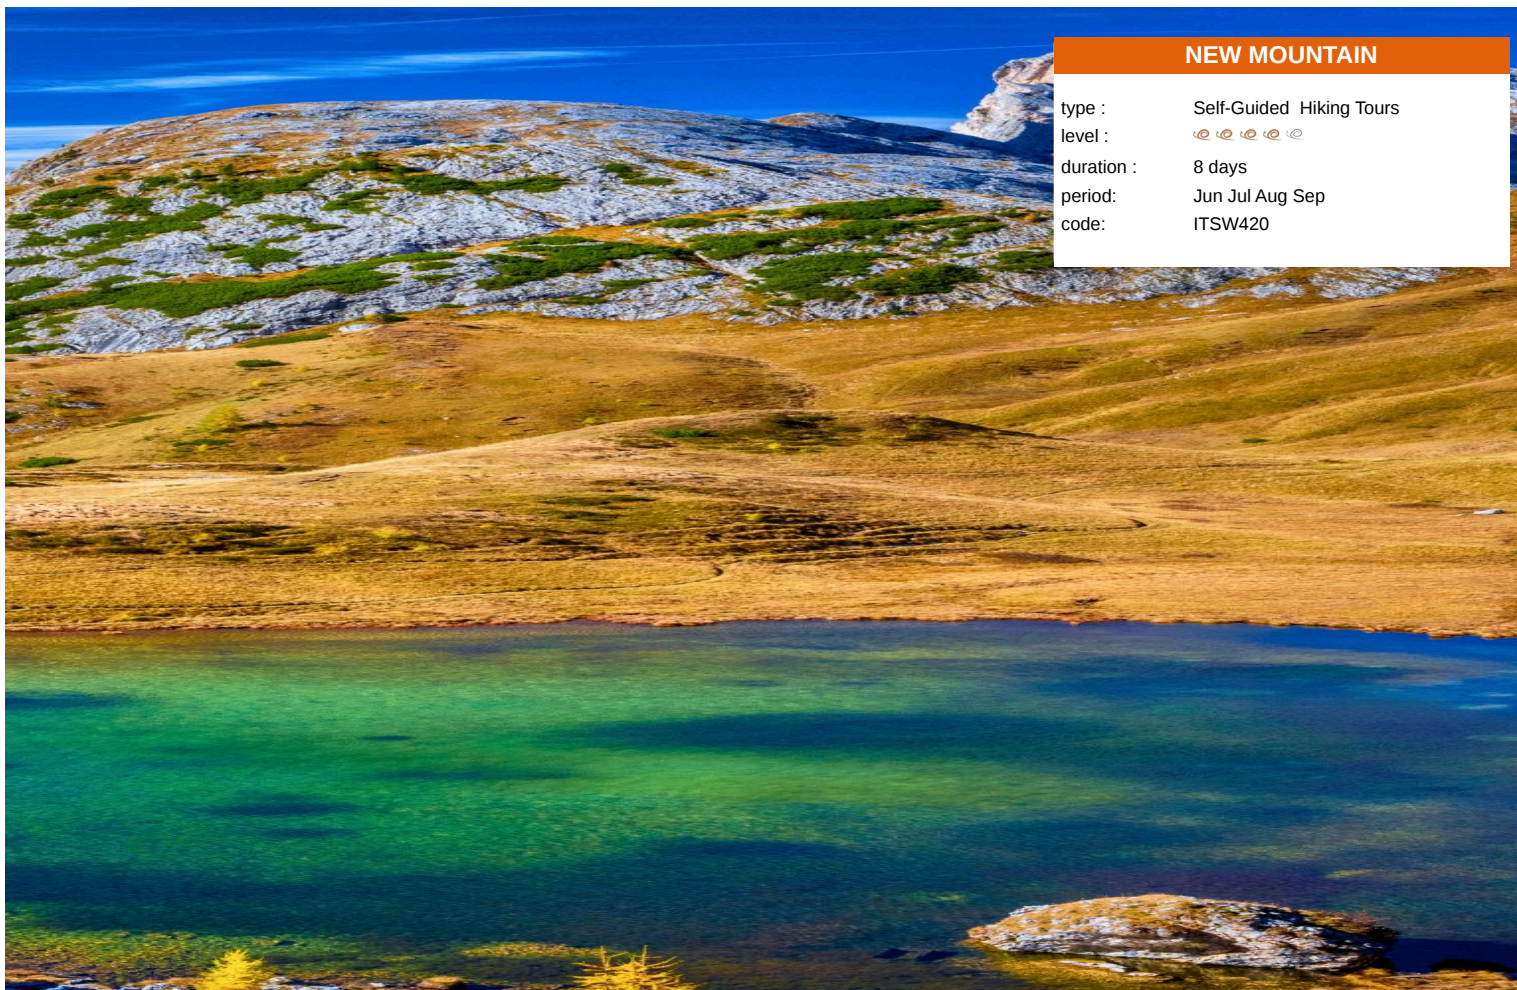 NEW MOUNTAIN
type : Self-Guided  Hiking Tours
level :
duration : 8 days
period: Jun Jul Aug Sep
code: ITSW420